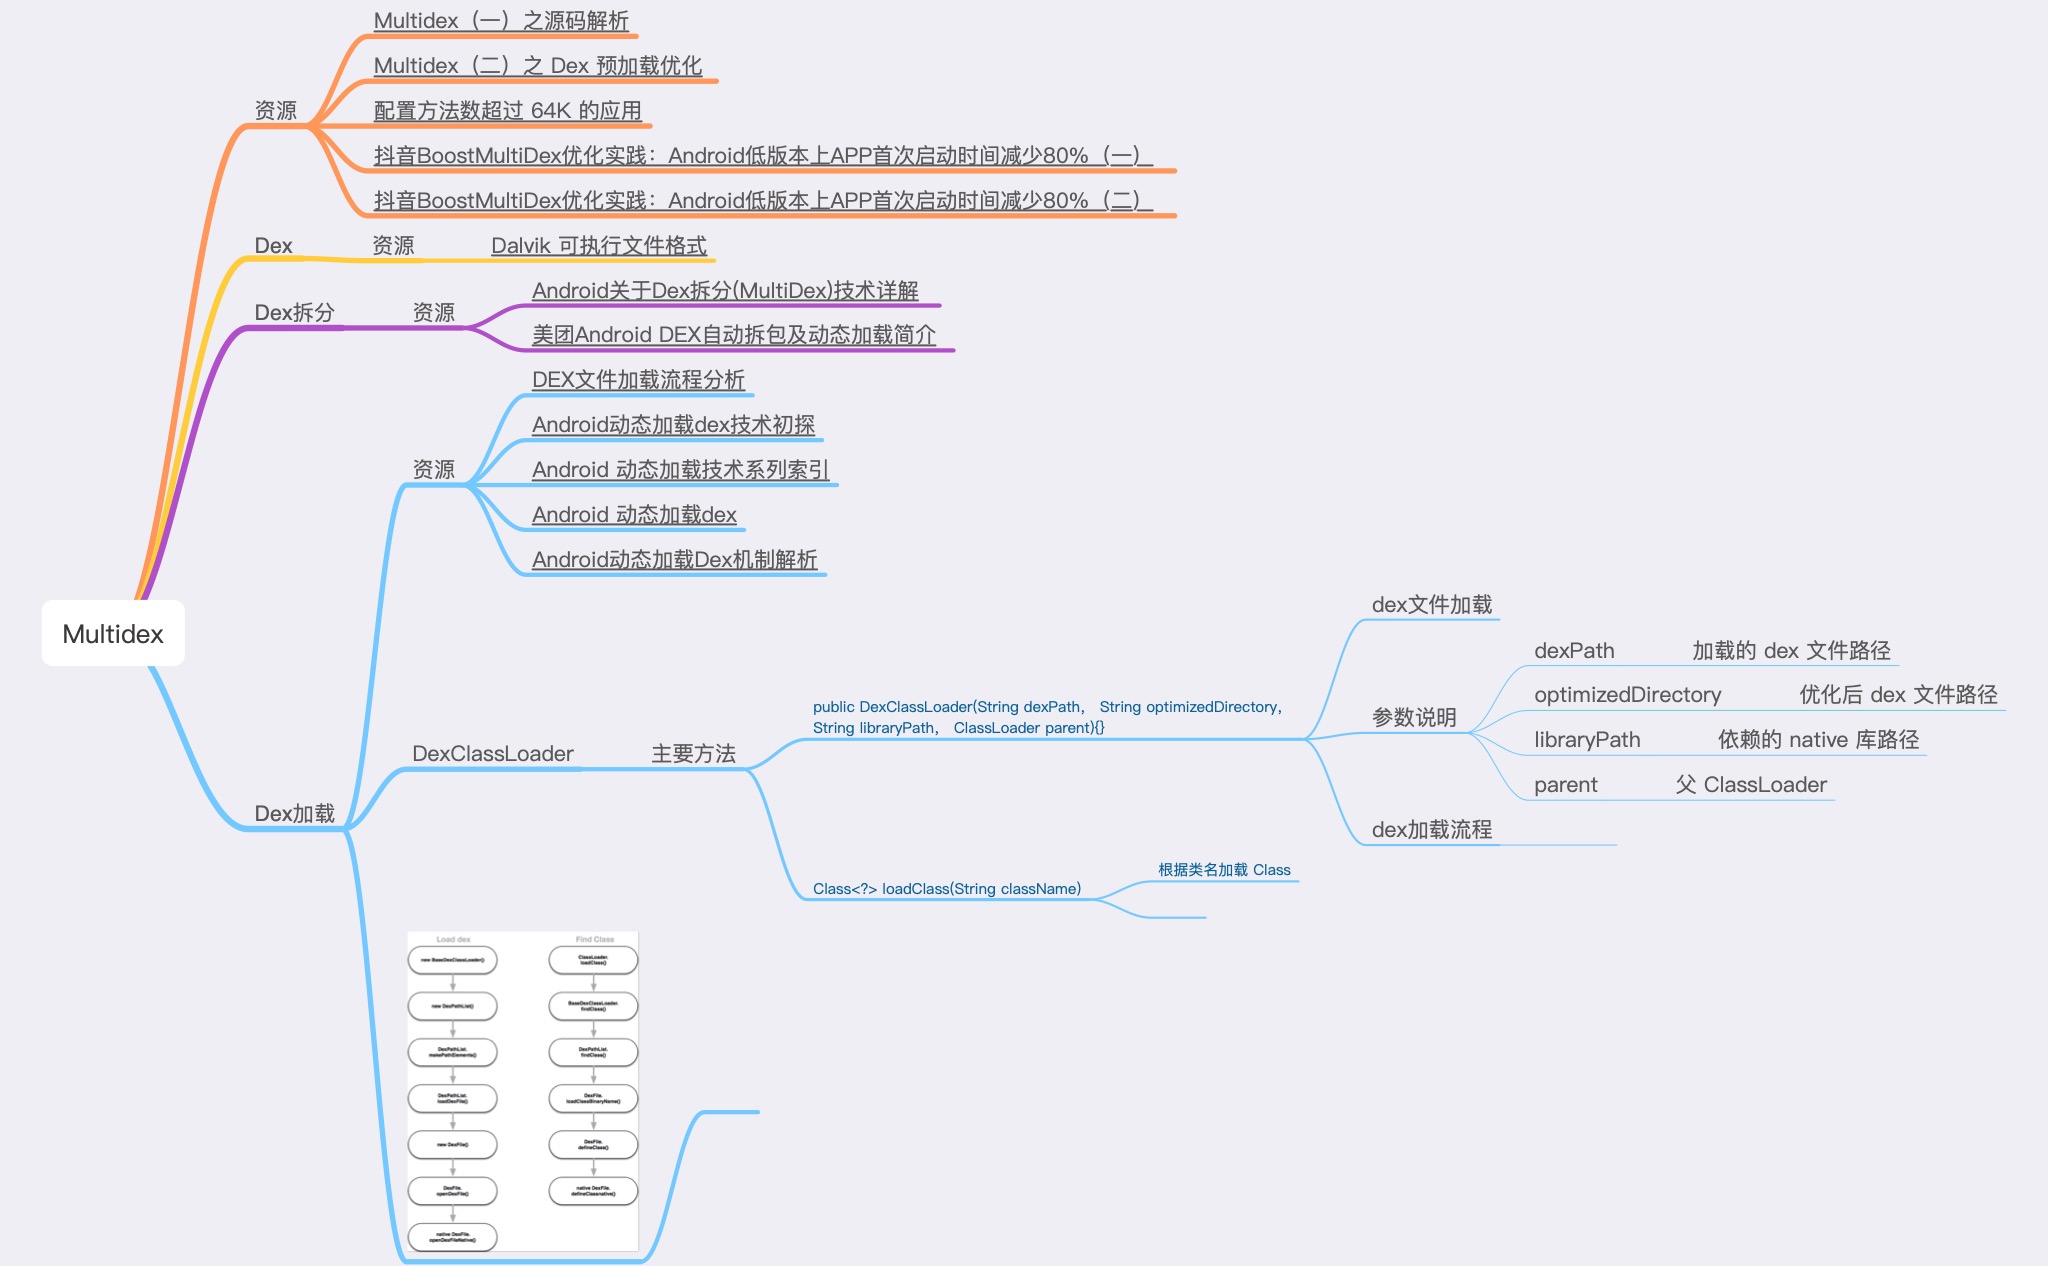 Multidex（一）之源码解析
Multidex（二）之 Dex 预加载优化
资源
配置方法数超过 64K 的应用
抖音BoostMultiDex优化实践：Android低版本上APP首次启动时间减少80%（一）
抖音BoostMultiDex优化实践：Android低版本上APP首次启动时间减少80%（二）
Dex
资源
Dalvik 可执行文件格式
Dex拆分
资源
Android关于Dex拆分(MultiDex)技术详解
美团Android DEX自动拆包及动态加载简介
DEX文件加载流程分析
Android动态加载dex技术初探
资源
Android 动态加载技术系列索引
Android 动态加载dex
Android动态加载Dex机制解析
Multidex
Dex加载
DexClassLoader
主要方法
public DexClassLoader(String dexPath， String optimizedDirectory，
String libraryPath， ClassLoader parent){}
dex文件加载
参数说明
dexPath
加载的 dex 文件路径
optimizedDirectory
优化后 dex 文件路径
libraryPath
依赖的 native 库路径
parent
父 ClassLoader
dex加载流程
Class<?> loadClass(String className)
根据类名加载 Class
Load dex
new BaseDexClassLoader()
new DexPathList()
DexPathList.
makePathElements()
DexPathList.
loadDexFile()
new DexFile()
DexFile.
openDexFile()
native DexFile.
openDexFileNative()
Find Class
ClassLoader.
loadClass()
BaseDexClassLoader.
findClass()
DexPathList.
findClass()
DexFile.
loadClassBinaryName()
DexFile.
defineClass()
native DexFile.
defineClassnative()